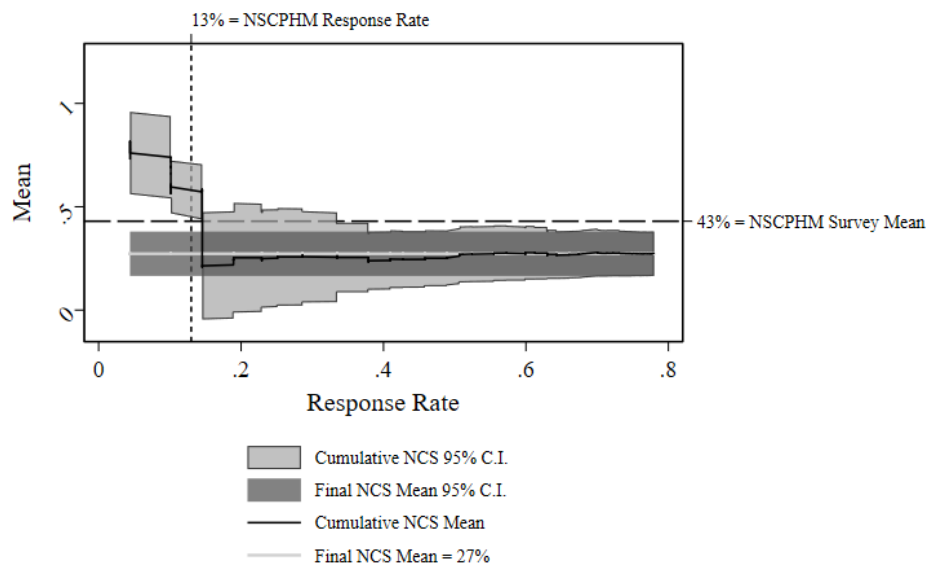 13% = NSCPHM Response Rate
1
.5
0
Mean
43% = NSCPHM Survey Mean
0 .2 .4 .6 .8
Response Rate
Cumulative NCS 95% C.I.
Final NCS Mean 95% C.I.
Cumulative NCS Mean
Final NCS Mean = 27%